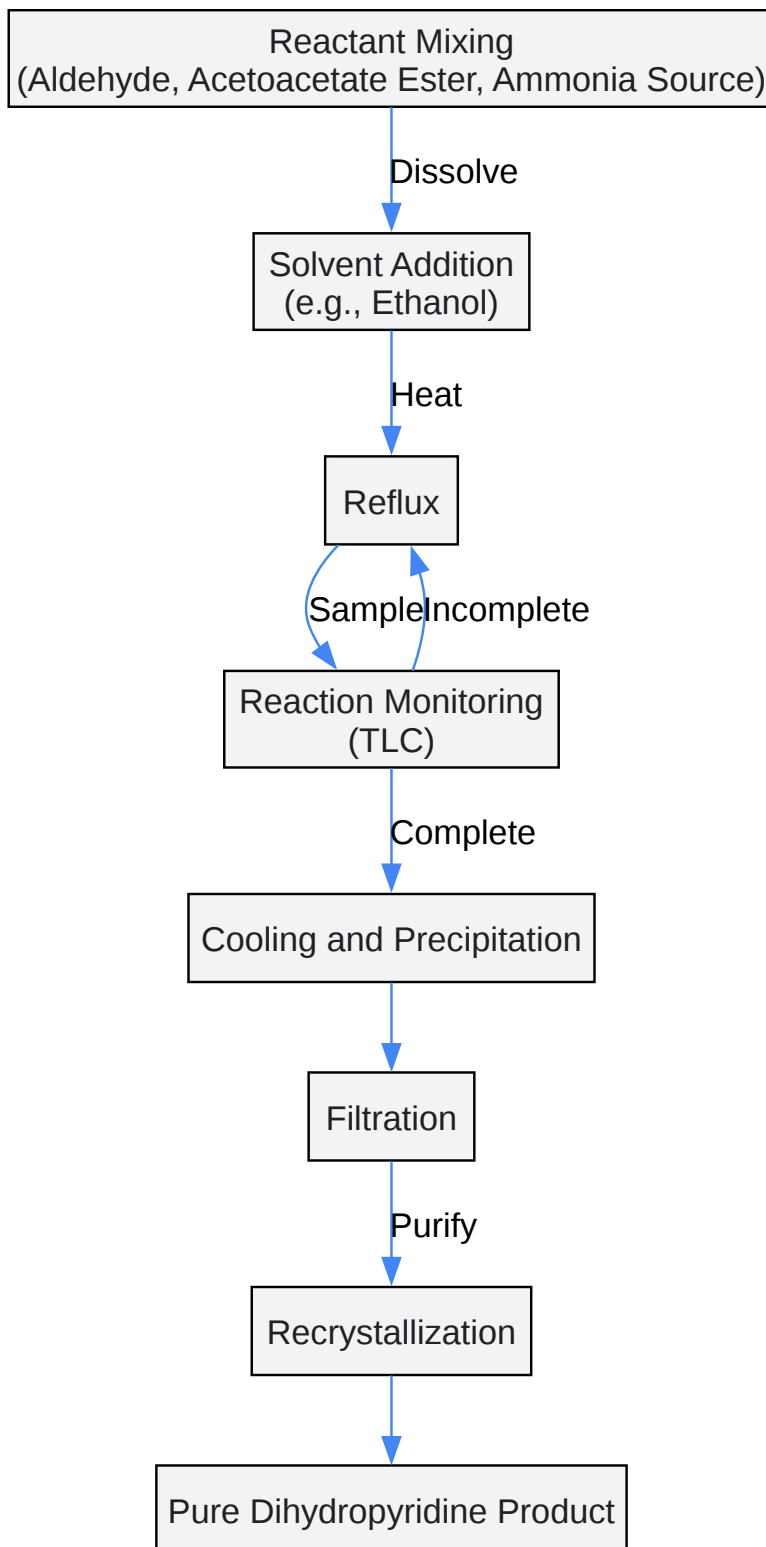 Reactant Mixing
(Aldehyde, Acetoacetate Ester, Ammonia Source)
Dissolve
Solvent Addition
(e.g., Ethanol)
Heat
Reflux
Sample
Incomplete
Reaction Monitoring
(TLC)
Complete
Cooling and Precipitation
Filtration
Purify
Recrystallization
Pure Dihydropyridine Product